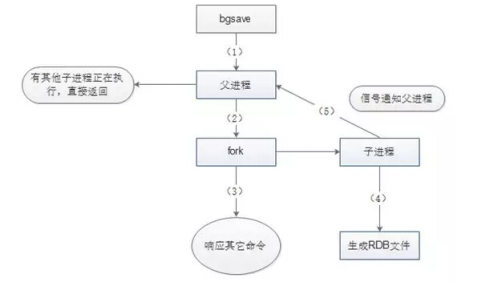 bgsave
（1）
有其他子进程正在执
行，直接返回
父进程
信号通知父进程
（2）
（5）
fork
子进程
（3）
（4）
响应其它命令
生成RDB文件